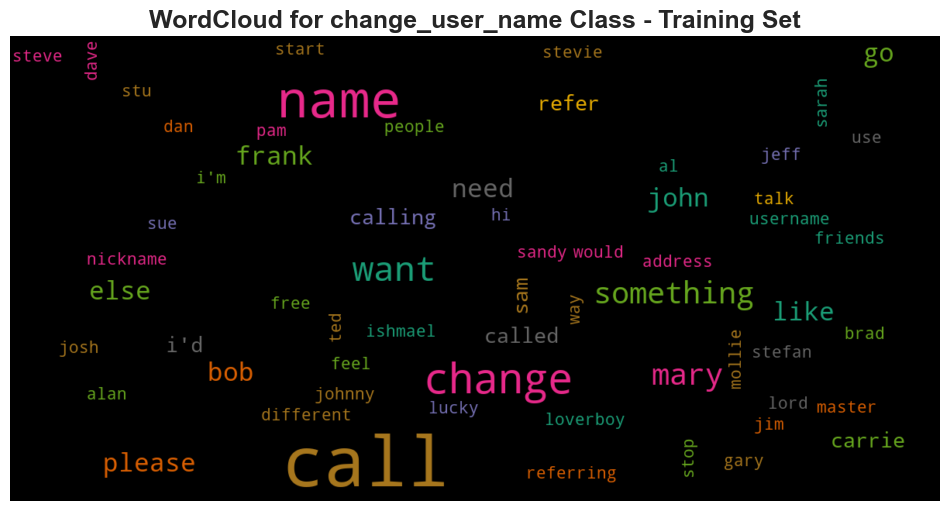 WordCloud for change_user_name Class - Training Set
steve
dave
start
stevie
go
stu
name
refer
sarah
dan
pam
people
use
frank
jeff
i'm
al
need
john
talk
sue
calling
hi
username
friends
nickname
want
sandy
would
address
else
free
sam
way
something
like
ted
ishmael
called
brad
josh
i'd
mollie
stefan
bob
feel
change
mary
alan
johnny
different
lucky
loverboy
lord
master
jim
carrie
please
call
referring
stop
gary